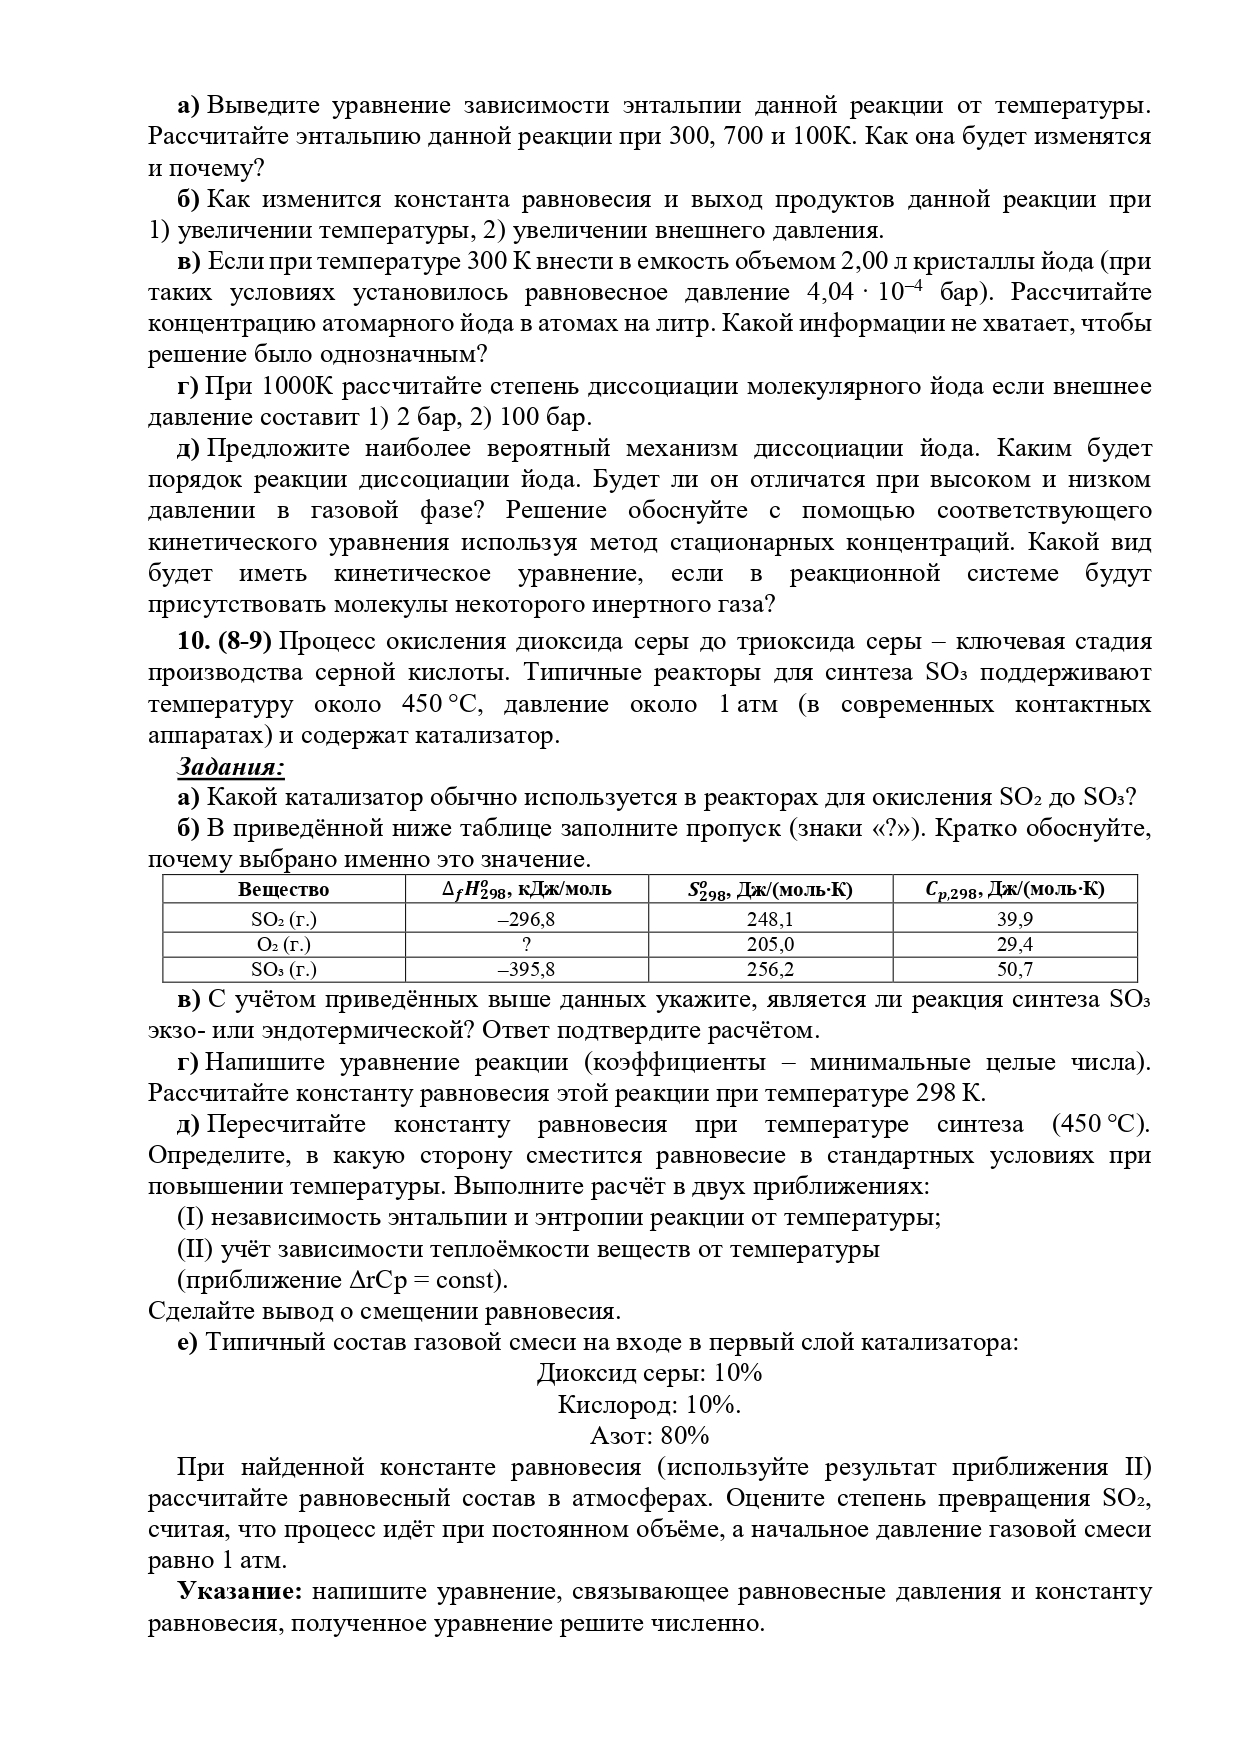 а) Выведите уравнение зависимости энтальпии данной реакции от температуры.
Рассчитайте энтальпию данной реакции при 300, 700 и 100К. Как она будет изменятся
и почему?
б) Как изменится константа равновесия и выход продуктов данной реакции при
1) увеличении температуры, 2) увеличении внешнего давления.
в) Если при температуре 300 К внести в емкость объемом 2,00 л кристаллы йода (при
таких условиях установилось равновесное давление 4,04 · 10⁻⁴ бар). Рассчитайте
концентрацию атомарного йода в атомах на литр. Какой информации не хватает, чтобы
решение было однозначным?
г) При 1000К рассчитайте степень диссоциации молекулярного йода если внешнее
давление составит 1) 2 бар, 2) 100 бар.
д) Предложите наиболее вероятный механизм диссоциации йода. Каким будет
порядок реакции диссоциации йода. Будет ли он отличатся при высоком и низком
давлении в газовой фазе? Решение обоснуйте с помощью соответствующего
кинетического уравнения используя метод стационарных концентраций. Какой вид
будет иметь кинетическое уравнение, если в реакционной системе будут
присутствовать молекулы некоторого инертного газа?
10. (8-9) Процесс окисления диоксида серы до триоксида серы – ключевая стадия
производства серной кислоты. Типичные реакторы для синтеза SO₃ поддерживают
температуру около 450 °C, давление около 1 атм (в современных контактных
аппаратах) и содержат катализатор.
Задания:
а) Какой катализатор обычно используется в реакторах для окисления SO₂ до SO₃?
б) В приведённой ниже таблице заполните пропуск (знаки «?»). Кратко обоснуйте,
почему выбрано именно это значение.
Вещество ΔfH°298, кДж/моль S°298, Дж/(моль·К) Cp,298, Дж/(моль·К)
SO₂ (г.) –296,8 248,1 39,9
O₂ (г.) ? 205,0 29,4
SO₃ (г.) –395,8 256,2 50,7
в) С учётом приведённых выше данных укажите, является ли реакция синтеза SO₃
экзо- или эндотермической? Ответ подтвердите расчётом.
г) Напишите уравнение реакции (коэффициенты – минимальные целые числа).
Рассчитайте константу равновесия этой реакции при температуре 298 К.
д) Пересчитайте константу равновесия при температуре синтеза (450 °C).
Определите, в какую сторону сместится равновесие в стандартных условиях при
повышении температуры. Выполните расчёт в двух приближениях:
(I) независимость энтальпии и энтропии реакции от температуры;
(II) учёт зависимости теплоёмкости веществ от температуры
(приближение ΔrCp = const).
Сделайте вывод о смещении равновесия.
е) Типичный состав газовой смеси на входе в первый слой катализатора:
Диоксид серы: 10%
Кислород: 10%.
Азот: 80%
При найденной константе равновесия (используйте результат приближения II)
рассчитайте равновесный состав в атмосферах. Оцените степень превращения SO₂,
считая, что процесс идёт при постоянном объёме, а начальное давление газовой смеси
равно 1 атм.
Указание: напишите уравнение, связывающее равновесные давления и константу
равновесия, полученное уравнение решите численно.